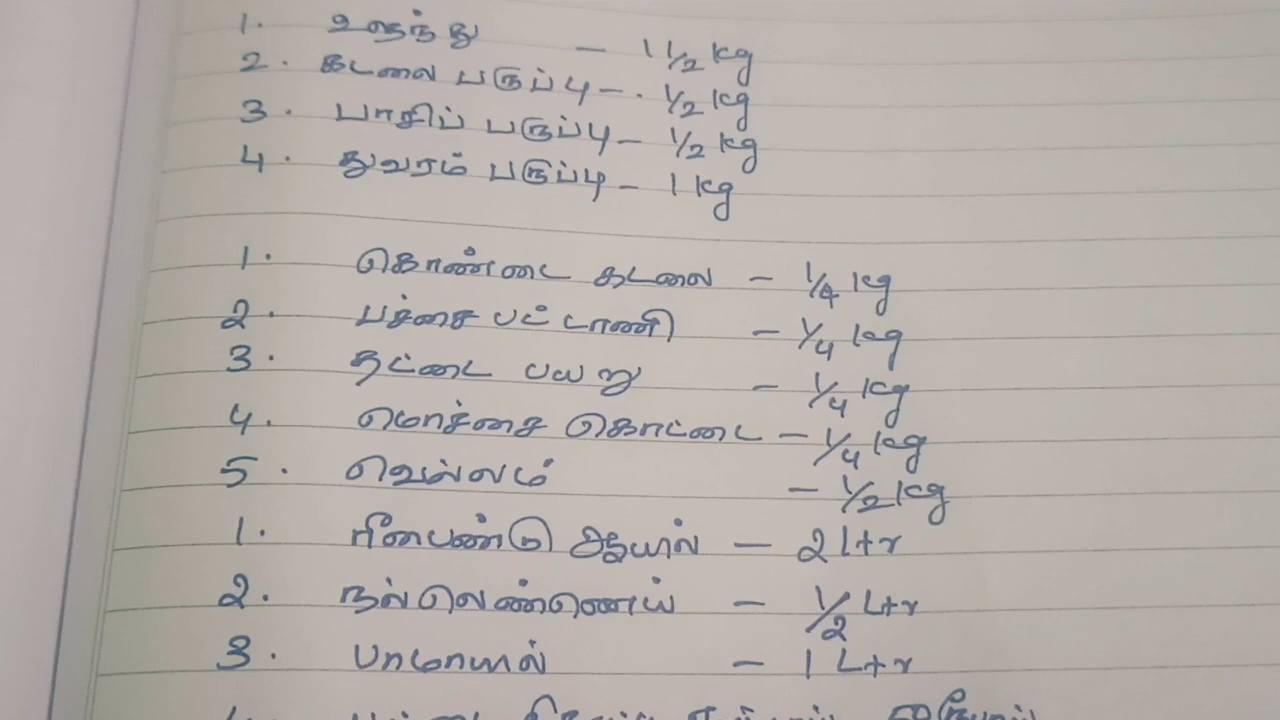 1. உளுந்து - 1 1/2 kg
2. கடலை பருப்பு - . 1/2 kg
3. பாசிப் பருப்பு - 1/2 kg
4. துவரம் பருப்பு - 1 kg
1. கொண்டை கடலை - 1/4 kg
2. பச்சை பட்டாணி - 1/4 kg
3. தட்டை பயறு - 1/4 kg
4. மொச்சை கொட்டை - 1/4 kg
5. வெல்லம் - 1/2 kg
1. ரீபைண்டு ஆயில் - 2 ltr
2. நல்லெண்ணெய் - 1/2 Ltr
3. பாமாயில் - 1 Ltr